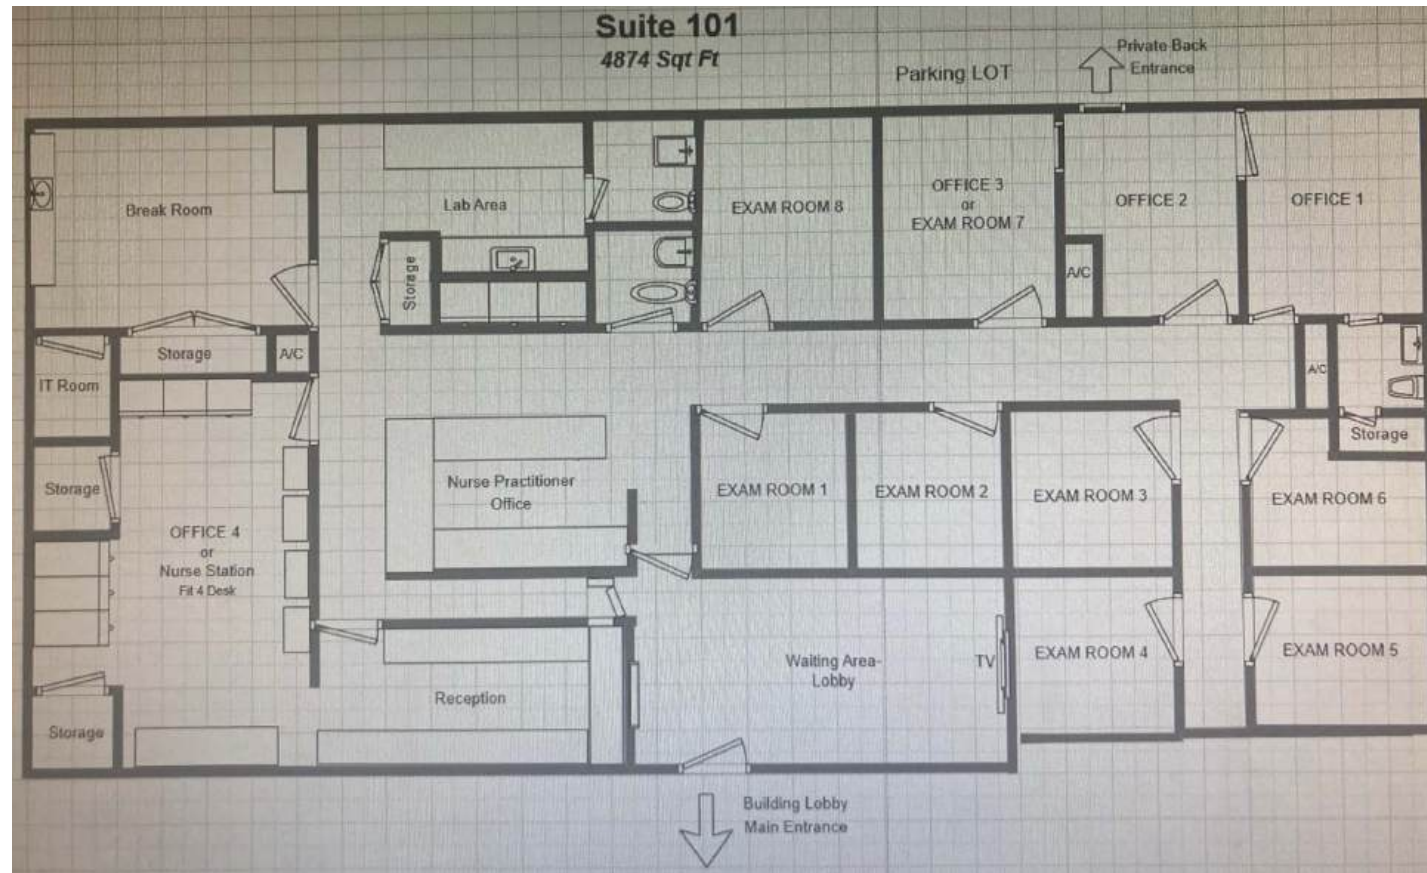 Suite 101
4874 Sqt Ft
Parking LOT
Private Back
Entrance
Break Room
Lab Area
Storage
EXAM ROOM 8
OFFICE 3
or
EXAM ROOM 7
OFFICE 2
OFFICE 1
A/C
Storage
A/C
IT Room
A/C
Storage
Storage
Nurse Practitioner
Office
EXAM ROOM 1
EXAM ROOM 2
EXAM ROOM 3
EXAM ROOM 6
OFFICE 4
or
Nurse Station
Fit 4 Desk
Waiting Area-
Lobby
TV
EXAM ROOM 4
EXAM ROOM 5
Reception
Storage
Building Lobby
Main Entrance